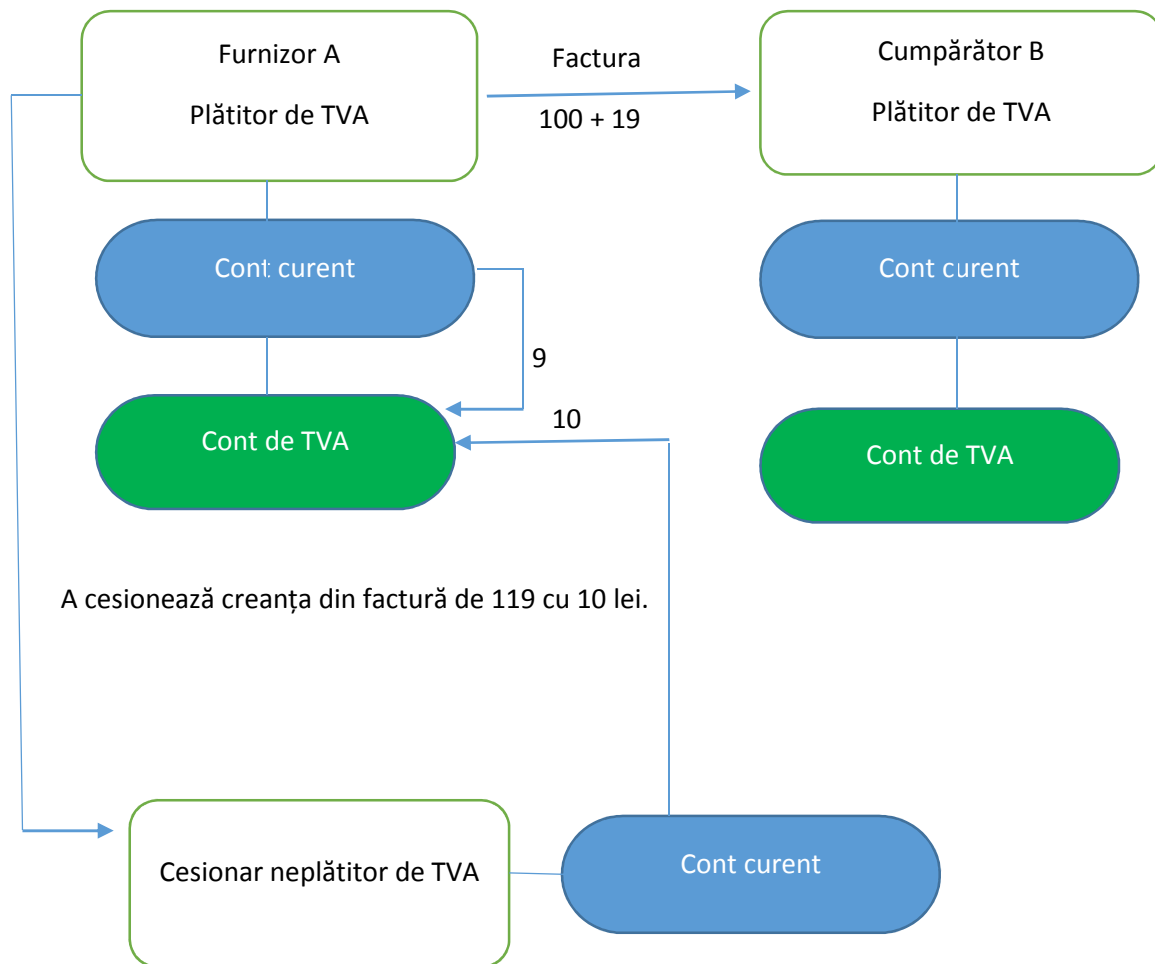 Furnizor A
Plătitor de TVA
Factura
100 + 19
Cumpărător B
Plătitor de TVA
Cont curent
Cont curent
9
10
Cont de TVA
Cont de TVA
A cesionează creanța din factură de 119 cu 10 lei.
Cesionar neplătitor de TVA
Cont curent